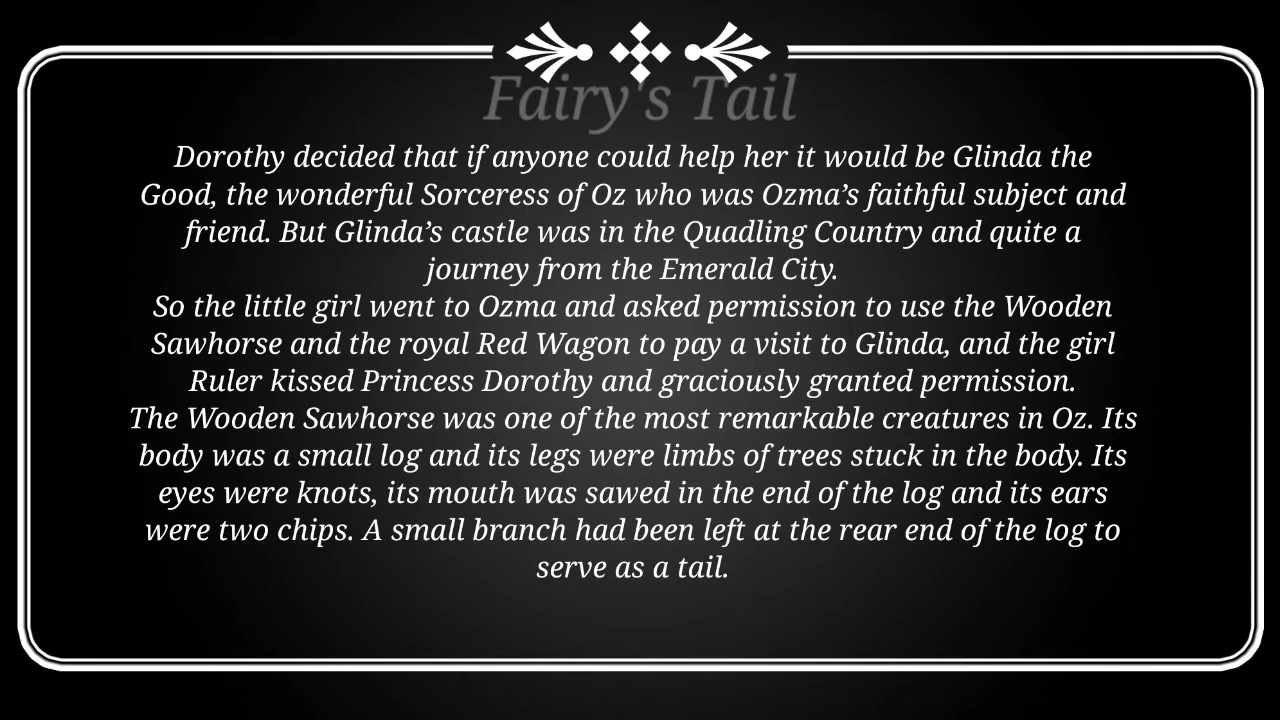 Fairy's Tail
Dorothy decided that if anyone could help her it would be Glinda the
Good, the wonderful Sorceress of Oz who was Ozma’s faithful subject and
friend. But Glinda’s castle was in the Quadling Country and quite a
journey from the Emerald City.
So the little girl went to Ozma and asked permission to use the Wooden
Sawhorse and the royal Red Wagon to pay a visit to Glinda, and the girl
Ruler kissed Princess Dorothy and graciously granted permission.
The Wooden Sawhorse was one of the most remarkable creatures in Oz. Its
body was a small log and its legs were limbs of trees stuck in the body. Its
eyes were knots, its mouth was sawed in the end of the log and its ears
were two chips. A small branch had been left at the rear end of the log to
serve as a tail.